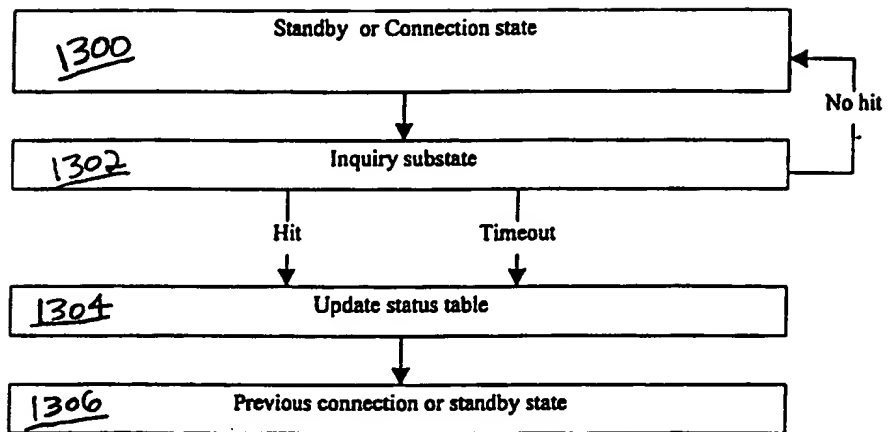 Standby or Connection state
1300
No hit
Inquiry substate
1302
Hit
Timeout
Update status table
1304
Previous connection or standby state
1306